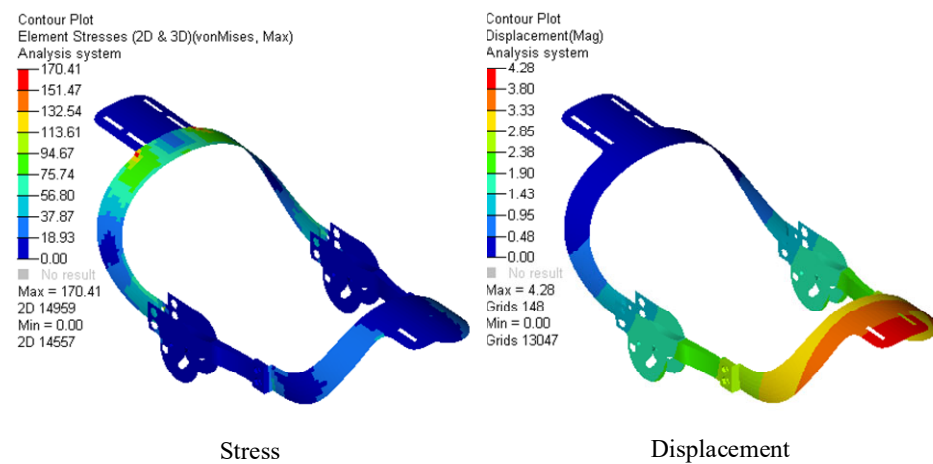 Contour Plot
Element Stresses (2D & 3D)(vonMises, Max)
Analysis system
170.41
151.47
132.54
113.61
94.67
75.74
56.80
37.87
18.93
0.00
No result
Max = 170.41
2D 14959
Min = 0.00
2D 14557
Stress
Contour Plot
Displacement(Mag)
Analysis system
4.28
3.80
3.33
2.85
2.38
1.90
1.43
0.95
0.48
0.00
No result
Max = 4.28
Grids 148
Min = 0.00
Grids 13047
Displacement